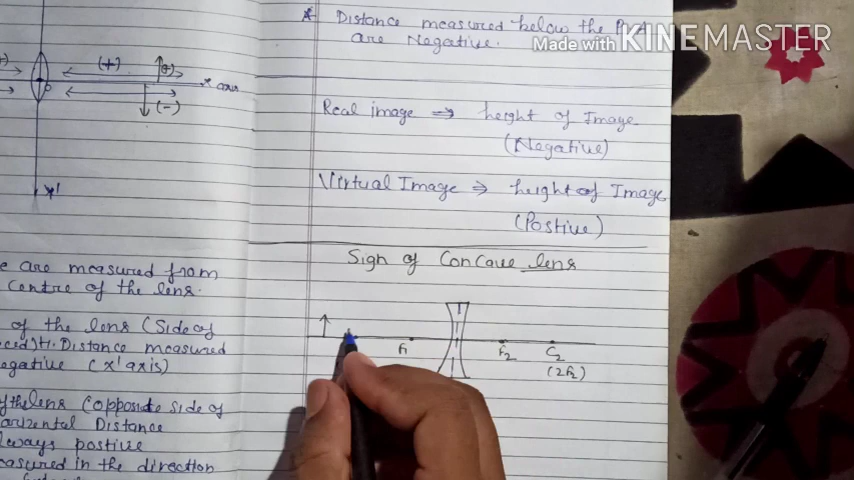 (+)
(+)
x axis
(-)
y'
e are measured from
centre of the lens.
of the lens (Side of
Distance measured
egative (x' axis)
the lens (opposite side of
Distance
lways postive
easured in the direction
* Distance measured below the P.A
are Negative.
Made with KINEMASTER
Real image ⇒ height of Image
(Negative)
Virtual Image ⇒ height of Image
(Postive)
Sign of Concave lens
F1
F2
C2
(2F2)